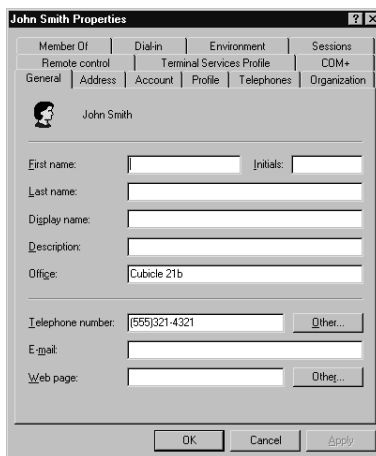 John Smith Properties
Member Of Dial-in Environment Sessions
Remote control Terminal Services Profile COM+
General Address Account Profile Telephones Organization
John Smith
First name: Initials:
Last name:
Display name:
Description:
Office: Cubicle 21b
Telephone number: (555)321-4321 Other...
E-mail:
Web page: Other...
OK Cancel Apply